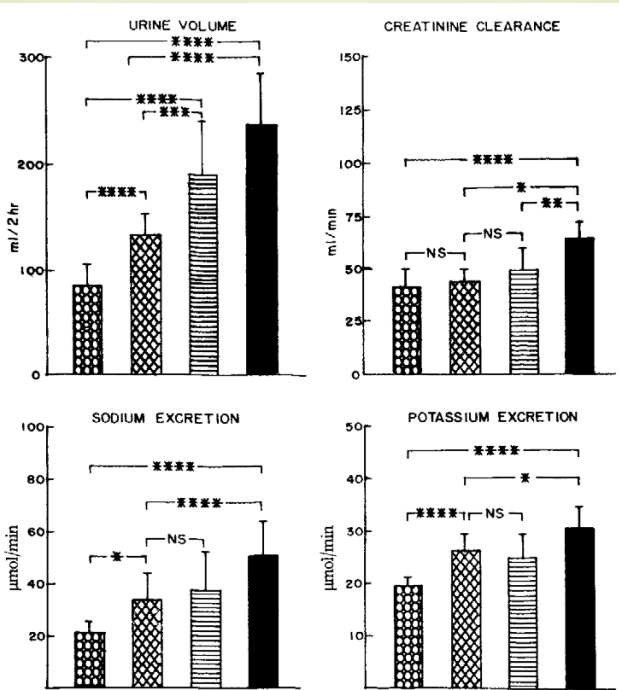 URINE VOLUME
****
****
300
****
***
200
****
ml/2hr
100
0
CREATININE CLEARANCE
150
125
100
****
*
75
**
NS
NS
ml/min
50
25
0
SODIUM EXCRETION
100
80
****
60
****
NS
*
µmol/min
40
20
POTASSIUM EXCRETION
50
****
40
*
****
NS
30
µmol/min
20
10